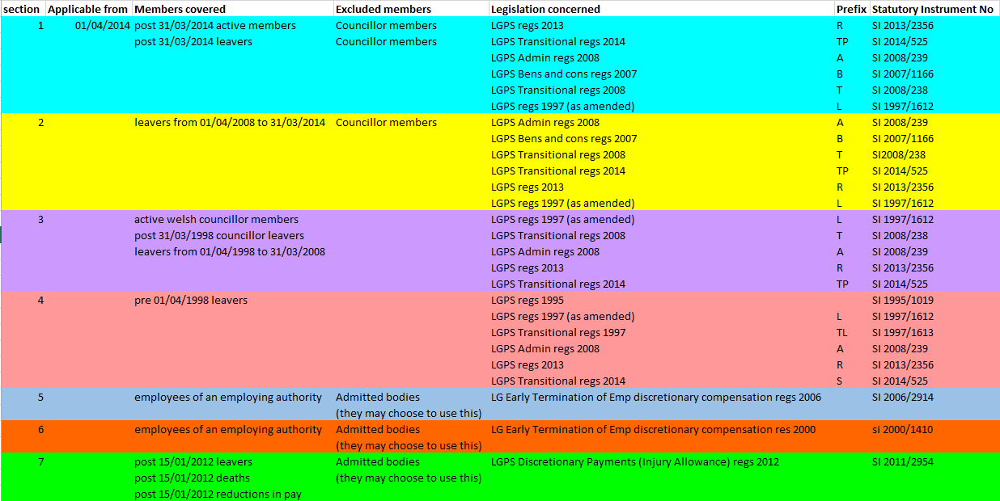 section Applicable from Members covered Excluded members Legislation concerned Prefix Statutory Instrument No
1 01/04/2014 post 31/03/2014 active members Councillor members LGPS regs 2013 R SI 2013/2356
post 31/03/2014 leavers Councillor members LGPS Transitional regs 2014 TP SI 2014/525
LGPS Admin regs 2008 A SI 2008/239
LGPS Bens and cons regs 2007 B SI 2007/1166
LGPS Transitional regs 2008 T SI 2008/238
LGPS regs 1997 (as amended) L SI 1997/1612
2 leavers from 01/04/2008 to 31/03/2014 Councillor members LGPS Admin regs 2008 A SI 2008/239
LGPS Bens and cons regs 2007 B SI 2007/1166
LGPS Transitional regs 2008 T SI2008/238
LGPS Transitional regs 2014 TP SI 2014/525
LGPS regs 2013 R SI 2013/2356
LGPS regs 1997 (as amended) L SI 1997/1612
3 active welsh councillor members LGPS regs 1997 (as amended) L SI 1997/1612
post 31/03/1998 councillor leavers LGPS Transitional regs 2008 T SI 2008/238
leavers from 01/04/1998 to 31/03/2008 LGPS Admin regs 2008 A SI 2008/239
LGPS regs 2013 R SI 2013/2356
LGPS Transitional regs 2014 TP SI 2014/525
4 pre 01/04/1998 leavers LGPS regs 1995 SI 1995/1019
LGPS regs 1997 (as amended) L SI 1997/1612
LGPS Transitional regs 1997 TL SI 1997/1613
LGPS Admin regs 2008 A SI 2008/239
LGPS regs 2013 R SI 2013/2356
LGPS Transitional regs 2014 S SI 2014/525
5 employees of an employing authority Admitted bodies LG Early Termination of Emp discretionary compensation regs 2006 SI 2006/2914
(they may choose to use this)
6 employees of an employing authority Admitted bodies LG Early Termination of Emp discretionary compensation res 2000 si 2000/1410
(they may choose to use this)
7 post 15/01/2012 leavers Admitted bodies LGPS Discretionary Payments (Injury Allowance) regs 2012 SI 2011/2954
post 15/01/2012 deaths (they may choose to use this)
post 15/01/2012 reductions in pay